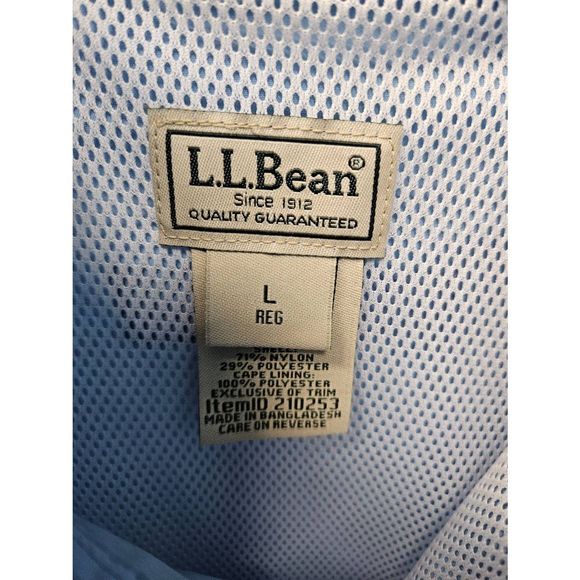 L.L.Bean®
Since 1912
QUALITY GUARANTEED
L
REG
SHELL:
71% NYLON
29% POLYESTER
CAPE LINING:
100% POLYESTER
EXCLUSIVE OF TRIM
ItemID 210253
MADE IN BANGLADESH
CARE ON REVERSE